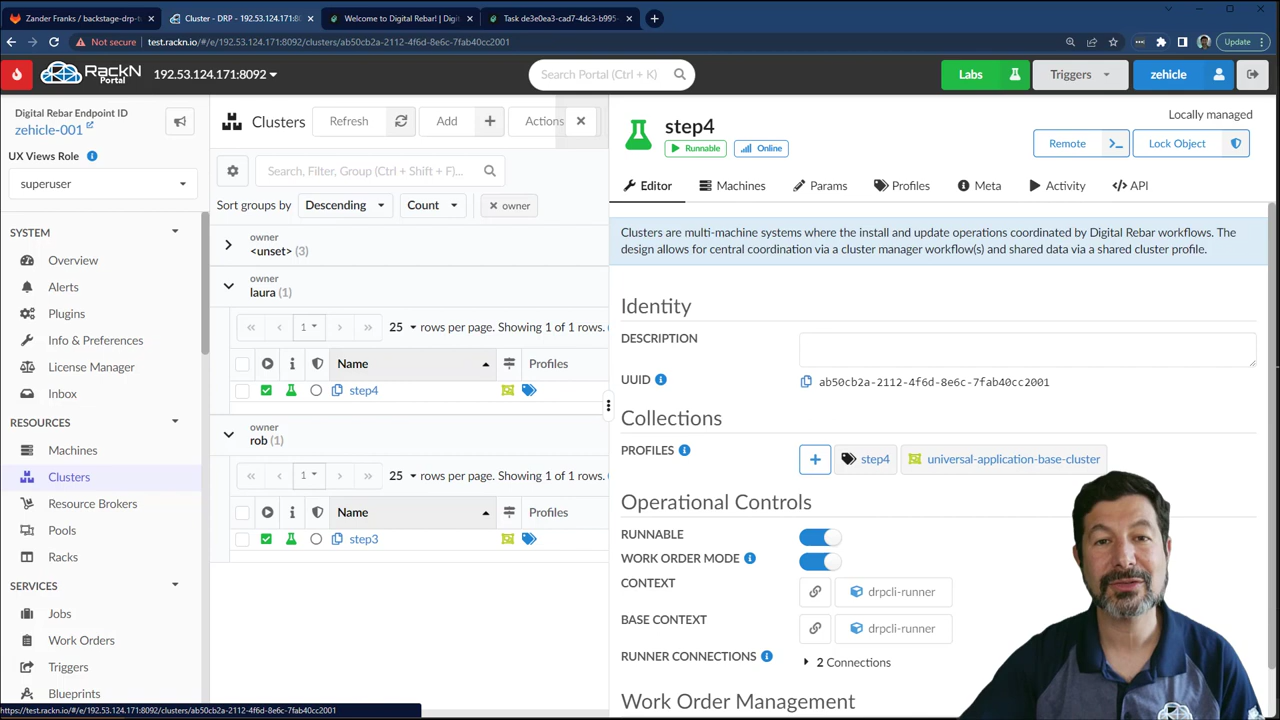 Zander Franks / backstage-drp-t
Cluster - DRP - 192.53.124.171:80
Welcome to Digital Rebar! | Digit
Task de3e0ea3-cad7-4dc3-b995-
Not secure
test.rackn.io/#/e/192.53.124.171:8092/clusters/ab50cb2a-2112-4f6d-8e6c-7fab40cc2001
Update
RACKN
Portal
192.53.124.171:8092
Search Portal (Ctrl + K)
Labs
Triggers
zehicle
Digital Rebar Endpoint ID
zehicle-001
UX Views Role
superuser
SYSTEM
Overview
Alerts
Plugins
Info & Preferences
License Manager
Inbox
RESOURCES
Machines
Clusters
Resource Brokers
Pools
Racks
SERVICES
Jobs
Work Orders
Triggers
Blueprints
https://test.rackn.io/#/e/192.53.124.171:8092/clusters/ab50cb2a-2112-4f6d-8e6c-7fab40cc2001
Clusters
Refresh
Add
Actions
Search, Filter, Group (Ctrl + Shift + F)...
Sort groups by
Descending
Count
owner
owner
<unset> (3)
owner
laura (1)
1
25 rows per page. Showing 1 of 1 rows.
Name
Profiles
step4
owner
rob (1)
1
25 rows per page. Showing 1 of 1 rows.
Name
Profiles
step3
step4
Runnable
Online
Locally managed
Remote
Lock Object
Editor
Machines
Params
Profiles
Meta
Activity
API
Clusters are multi-machine systems where the install and update operations coordinated by Digital Rebar workflows. The
design allows for central coordination via a cluster manager workflow(s) and shared data via a shared cluster profile.
Identity
DESCRIPTION
UUID
ab50cb2a-2112-4f6d-8e6c-7fab40cc2001
Collections
PROFILES
step4
universal-application-base-cluster
Operational Controls
RUNNABLE
WORK ORDER MODE
CONTEXT
drpcli-runner
BASE CONTEXT
drpcli-runner
RUNNER CONNECTIONS
2 Connections
Work Order Management